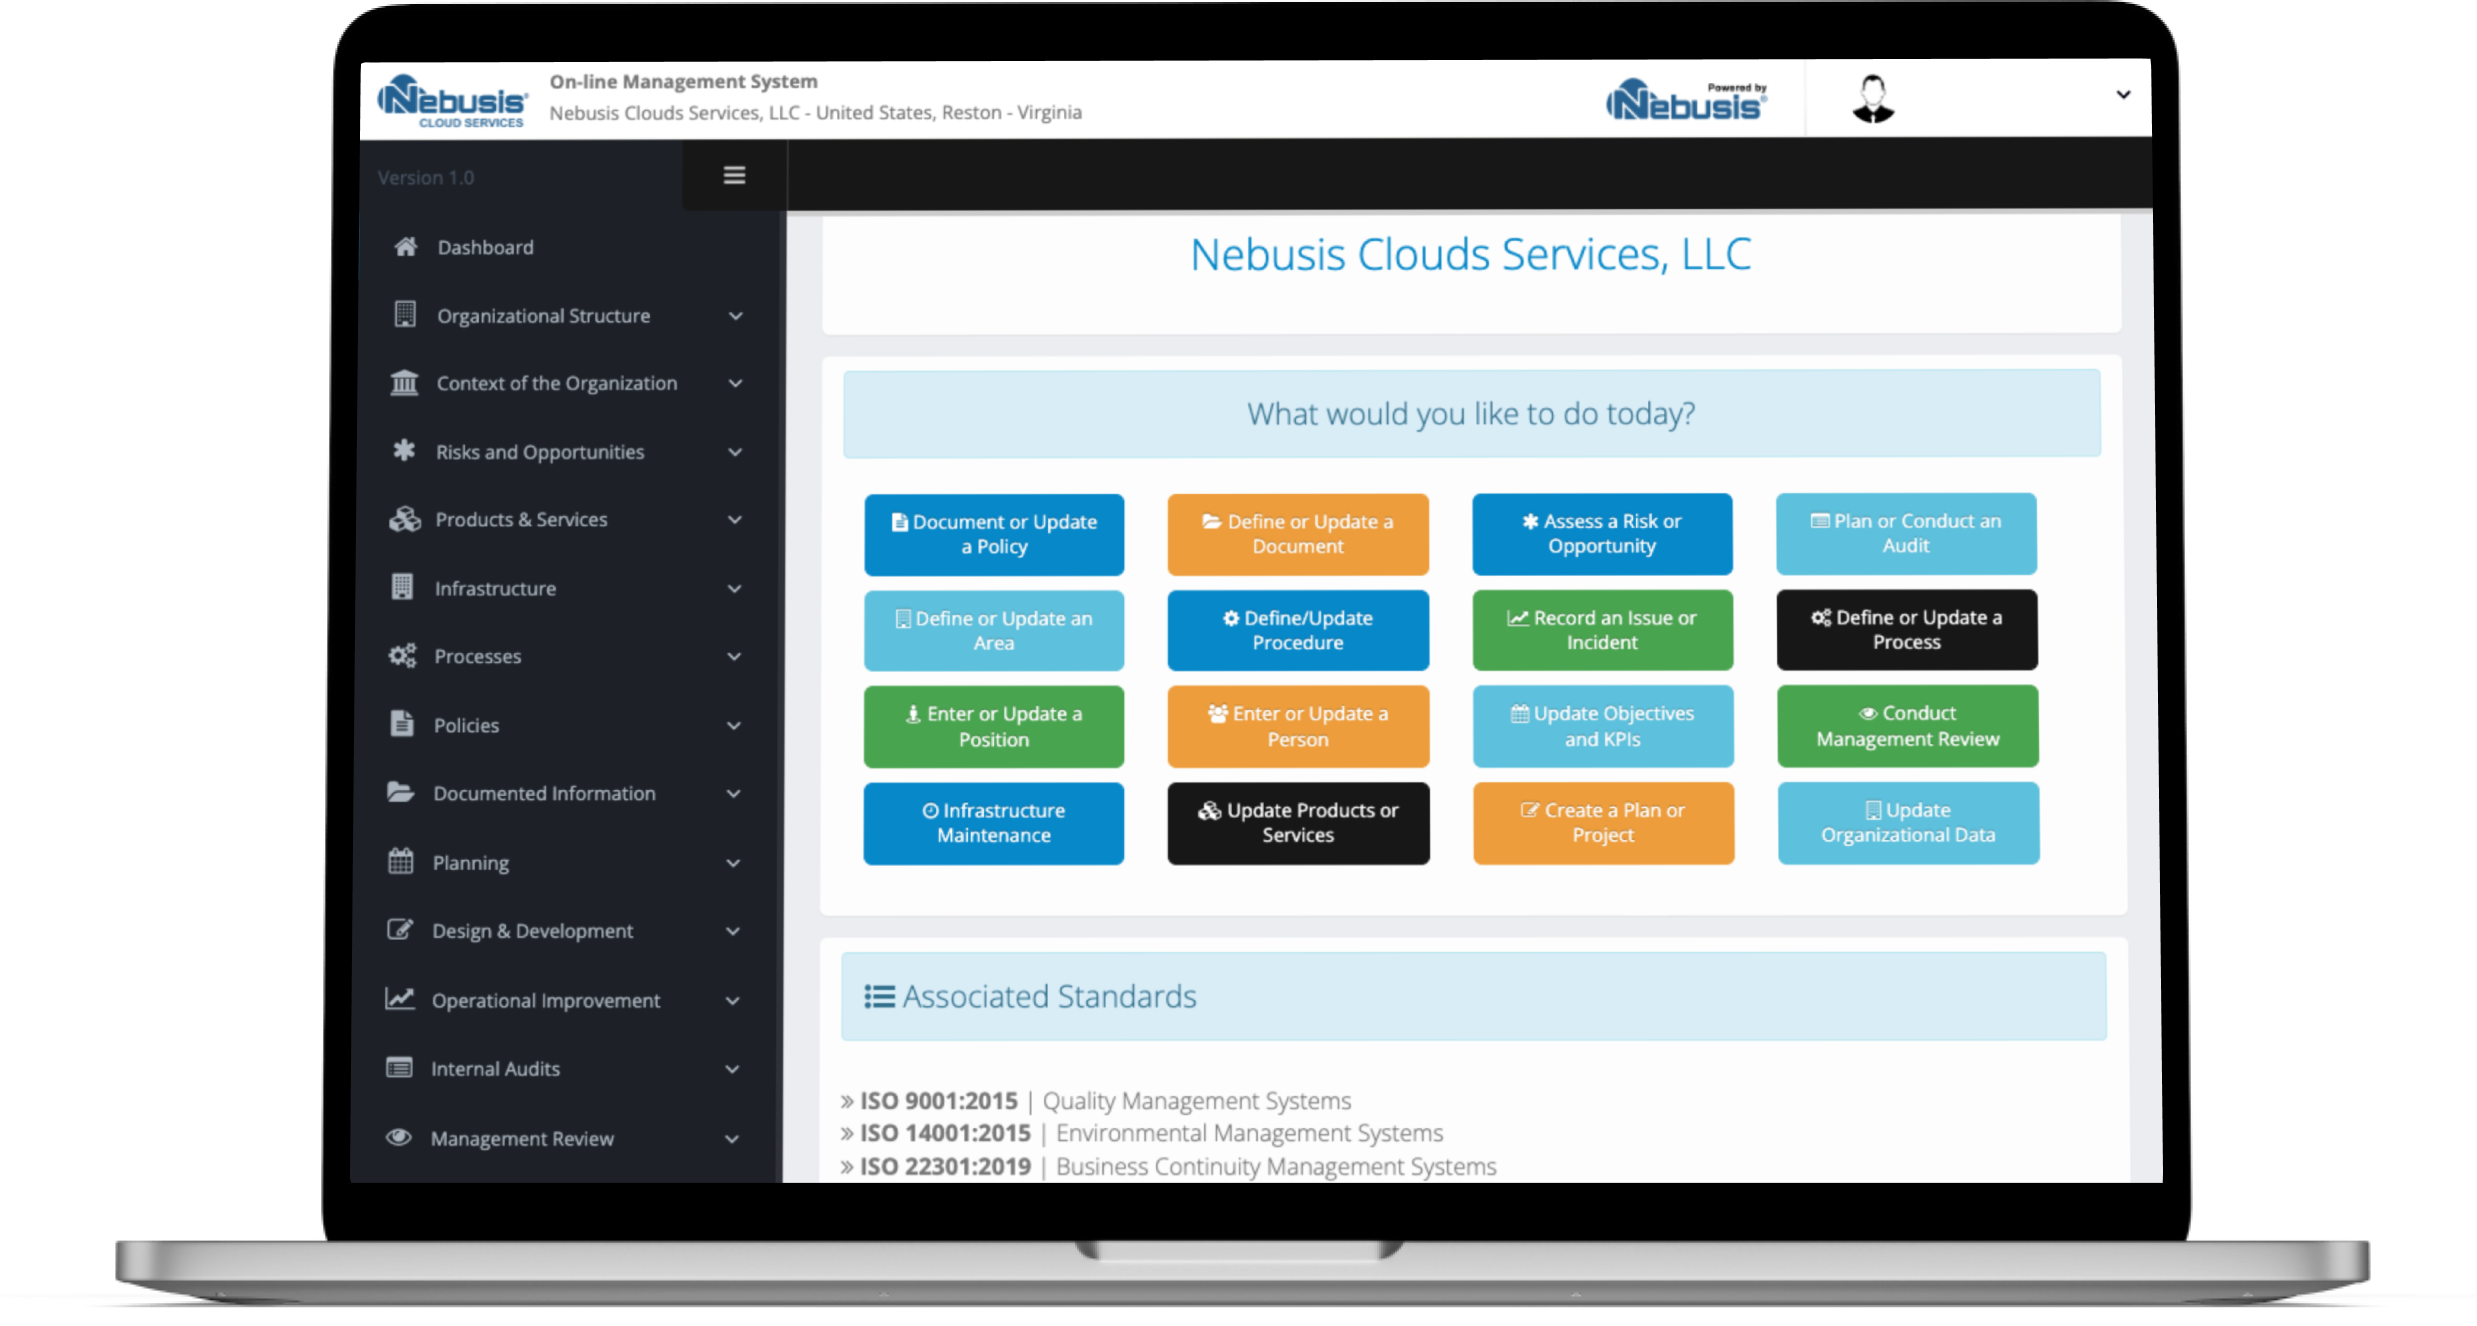 Nebusis®
CLOUD SERVICES
On-line Management System
Nebusis Clouds Services, LLC - United States, Reston - Virginia
Powered by
Nebusis®
Version 1.0
Dashboard
Organizational Structure
Context of the Organization
Risks and Opportunities
Products & Services
Infrastructure
Processes
Policies
Documented Information
Planning
Design & Development
Operational Improvement
Internal Audits
Management Review
Nebusis Clouds Services, LLC
What would you like to do today?
Document or Update
a Policy
Define or Update a
Document
Assess a Risk or
Opportunity
Plan or Conduct an
Audit
Define or Update an
Area
Define/Update
Procedure
Record an Issue or
Incident
Define or Update a
Process
Enter or Update a
Position
Enter or Update a
Person
Update Objectives
and KPIs
Conduct
Management Review
Infrastructure
Maintenance
Update Products or
Services
Create a Plan or
Project
Update
Organizational Data
Associated Standards
» ISO 9001:2015 | Quality Management Systems
» ISO 14001:2015 | Environmental Management Systems
» ISO 22301:2019 | Business Continuity Management Systems